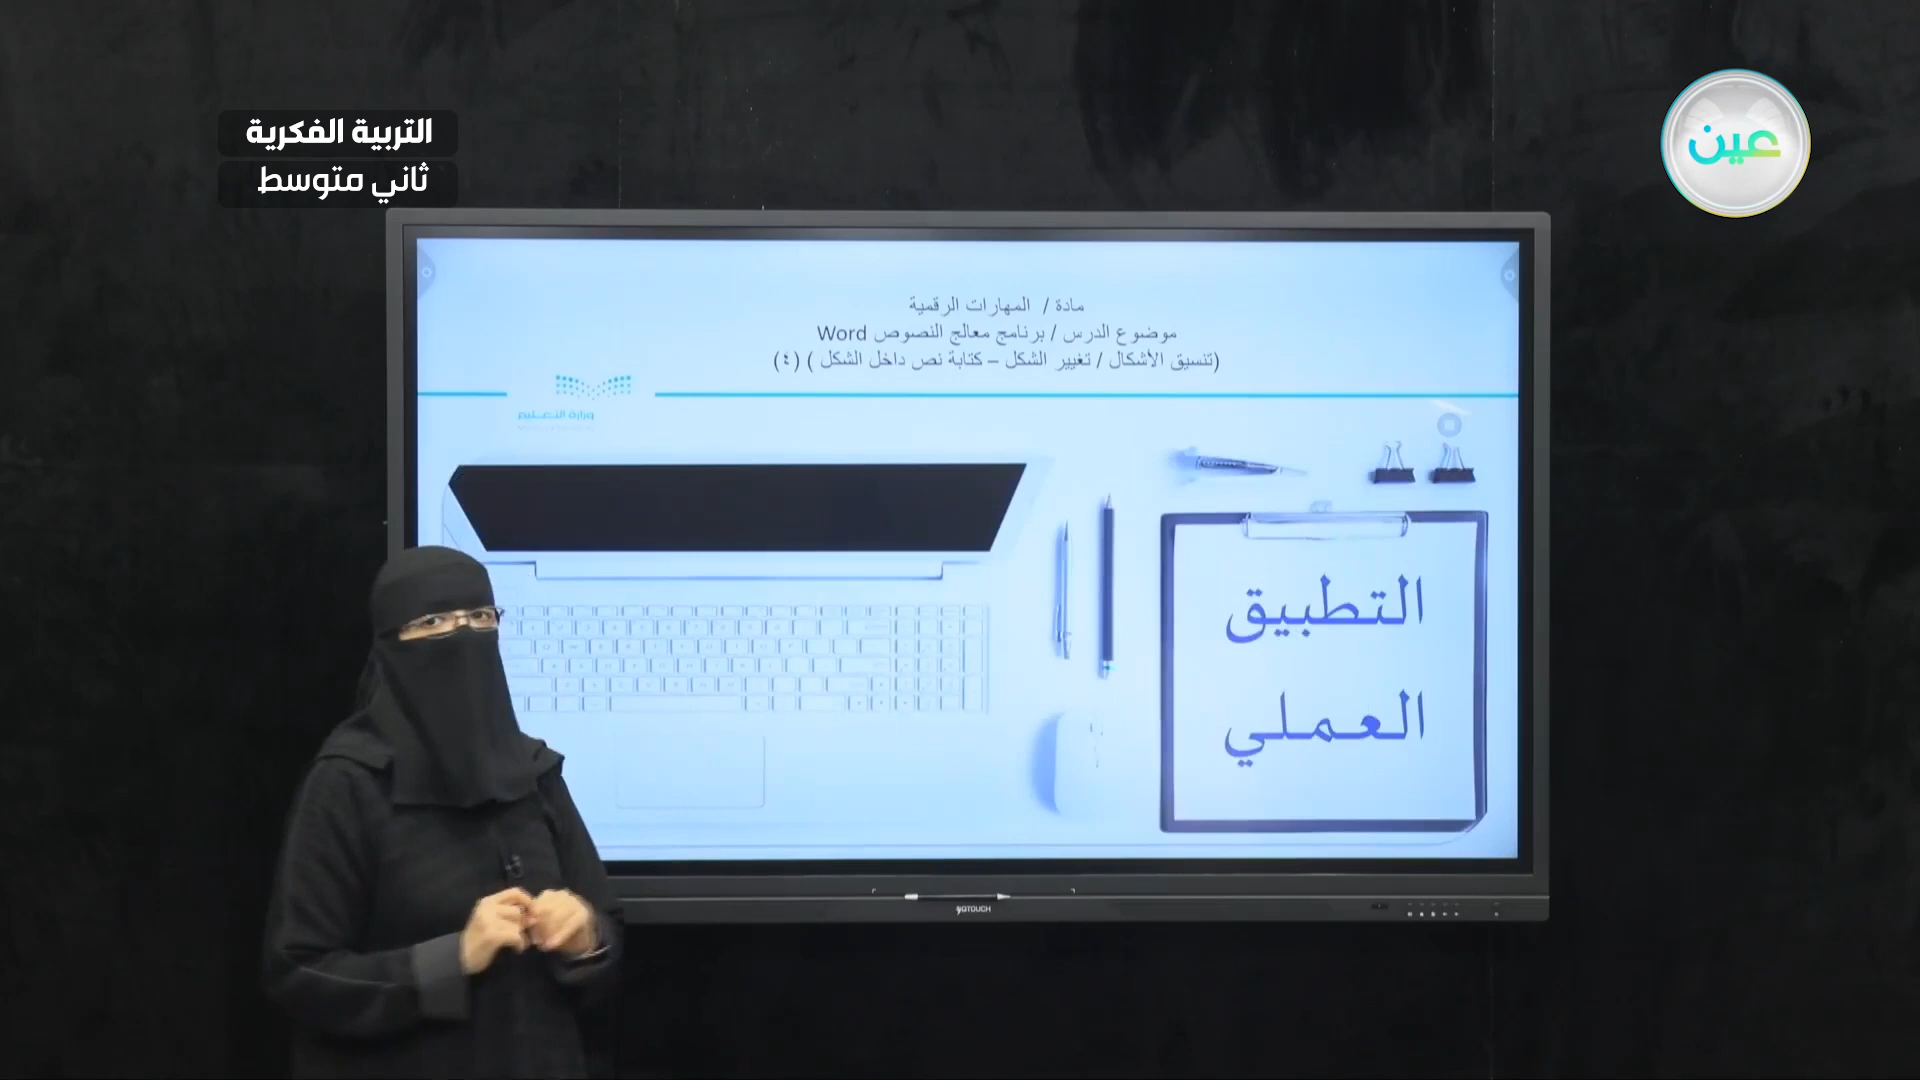 التربية الفكرية
ثاني متوسط
عين
مادة / المهارات الرقمية
موضوع الدرس / برنامج معالج النصوص Word
(تنسيق الأشكال / تغيير الشكل – كتابة نص داخل الشكل ) (٤)
وزارة التعليم
التطبيق
العملي